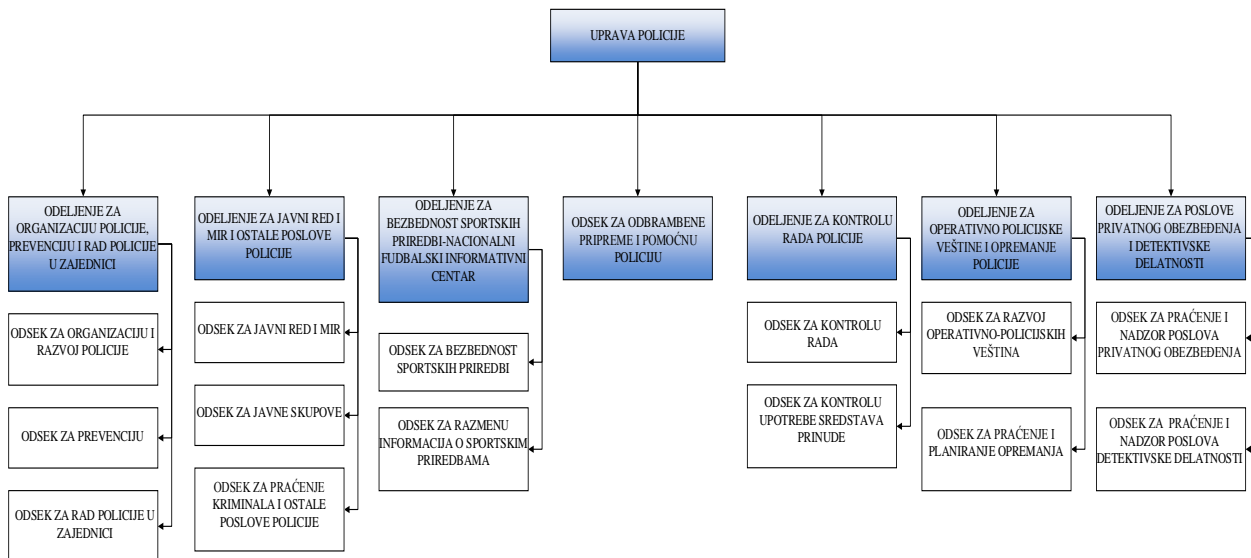 UPRAVA POLICIJE
ODELJENJE ZA
ORGANIZACIJU POLICIJE,
PREVENCIJU I RAD POLICIJE
U ZAJEDNICI
ODSEK ZA ORGANIZACIJU I
RAZVOJ POLICIJE
ODSEK ZA PREVENCIJU
ODSEK ZA RAD POLICIJE U
ZAJEDNICI
ODELJENJE ZA JAVNI RED I
MIR I OSTALE POSLOVE
POLICIJE
ODSEK ZA JAVNI RED I MIR
ODSEK ZA JAVNE SKUPOVE
ODSEK ZA PRAĆENJE
KRIMINALA I OSTALE
POSLOVE POLICIJE
ODELJENJE ZA
BEZBEDNOST SPORTSKIH
PRIREDBI-NACIONALNI
FUDBALSKI INFORMATIVNI
CENTAR
ODSEK ZA BEZBEDNOST
SPORTSKIH PRIREDBI
ODSEK ZA RAZMENU
INFORMACIJA O SPORTSKIM
PRIREDBAMA
ODSEK ZA ODBRAMBENE
PRIPREME I POMOĆNU
POLICIJU
ODELJENJE ZA KONTROLU
RADA POLICIJE
ODSEK ZA KONTROLU
RADA
ODSEK ZA KONTROLU
UPOTREBE SREDSTAVA
PRINUDE
ODELJENJE ZA
OPERATIVNO POLICIJSKE
VEŠTINE I OPREMANJE
POLICIJE
ODSEK ZA RAZVOJ
OPERATIVNO-POLICIJSKIH
VEŠTINA
ODSEK ZA PRAĆENJE I
PLANIRANJE OPREMANJA
ODELJENJE ZA POSLOVE
PRIVATNOG OBEZBEĐENJA
I DETEKTIVSKE
DELATNOSTI
ODSEK ZA PRAĆENJE I
NADZOR POSLOVA
PRIVATNOG OBEZBEĐENJA
ODSEK ZA PRAĆENJE I
NADZOR POSLOVA
DETEKTIVSKE DELATNOSTI